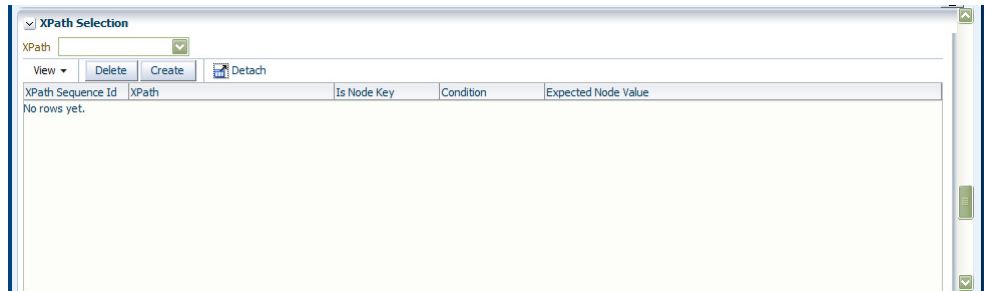 XPath Selection
XPath
View Delete Create Detach
XPath Sequence Id XPath Is Node Key Condition Expected Node Value
No rows yet.